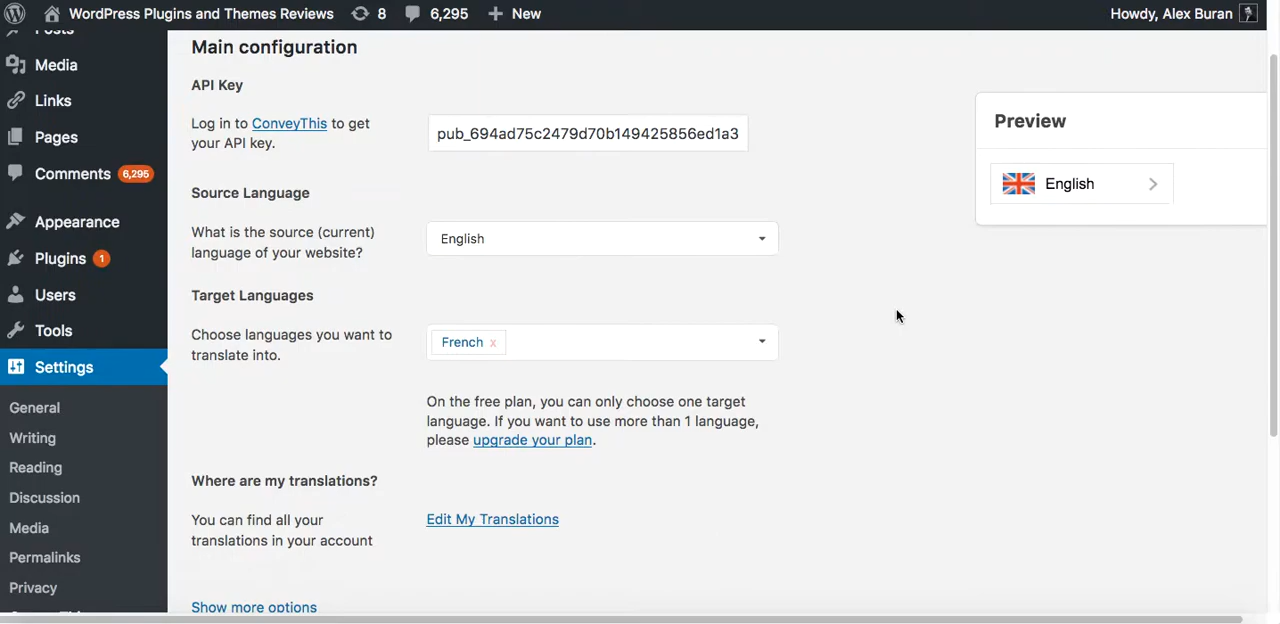 WordPress Plugins and Themes Reviews 8 6,295 New Howdy, Alex Buran
Posts
Media
Links
Pages
Comments 6,295
Appearance
Plugins 1
Users
Tools
Settings
General
Writing
Reading
Discussion
Media
Permalinks
Privacy
Main configuration
API Key
Log in to ConveyThis to get
your API key.
pub_694ad75c2479d70b149425856ed1a3
Source Language
What is the source (current)
language of your website?
English
Target Languages
Choose languages you want to
translate into.
French x
On the free plan, you can only choose one target
language. If you want to use more than 1 language,
please upgrade your plan.
Where are my translations?
You can find all your
translations in your account
Edit My Translations
Show more options
Preview
English